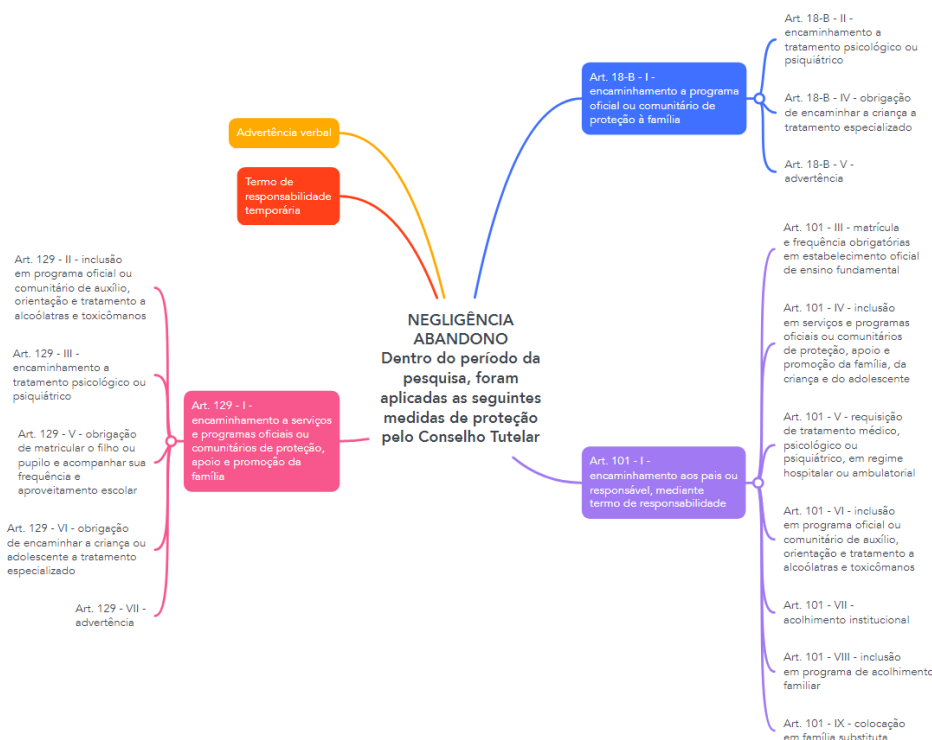 NEGLIGÊNCIA
ABANDONO
Dentro do período da
pesquisa, foram
aplicadas as seguintes
medidas de proteção
pelo Conselho Tutelar
Art. 18-B - I -
encaminhamento a programa
oficial ou comunitário de
proteção à família
Art. 18-B - II -
encaminhamento a
tratamento psicológico ou
psiquiátrico
Art. 18-B - IV - obrigação
de encaminhar a criança a
tratamento especializado
Art. 18-B - V -
advertência
Art. 101 - I -
encaminhamento aos pais ou
responsável, mediante
termo de responsabilidade
Art. 101 - III - matrícula
e frequência obrigatórias
em estabelecimento oficial
de ensino fundamental
Art. 101 - IV - inclusão
em serviços e programas
oficiais ou comunitários
de proteção, apoio e
promoção da família, da
criança e do adolescente
Art. 101 - V - requisição
de tratamento médico,
psicológico ou
psiquiátrico, em regime
hospitalar ou ambulatorial
Art. 101 - VI - inclusão
em programa oficial ou
comunitário de auxílio,
orientação e tratamento a
alcoólatras e toxicômanos
Art. 101 - VII -
acolhimento institucional
Art. 101 - VIII - inclusão
em programa de acolhimento
familiar
Art. 101 - IX - colocação
em família substituta
Advertência verbal
Termo de
responsabilidade
temporária
Art. 129 - I -
encaminhamento a serviços
e programas oficiais ou
comunitários de proteção,
apoio e promoção da
família
Art. 129 - II - inclusão
em programa oficial ou
comunitário de auxílio,
orientação e tratamento a
alcoólatras e toxicômanos
Art. 129 - III -
encaminhamento a
tratamento psicológico ou
psiquiátrico
Art. 129 - V - obrigação
de matricular o filho ou
pupilo e acompanhar sua
frequência e
aproveitamento escolar
Art. 129 - VI - obrigação
de encaminhar a criança ou
adolescente a tratamento
especializado
Art. 129 - VII -
advertência